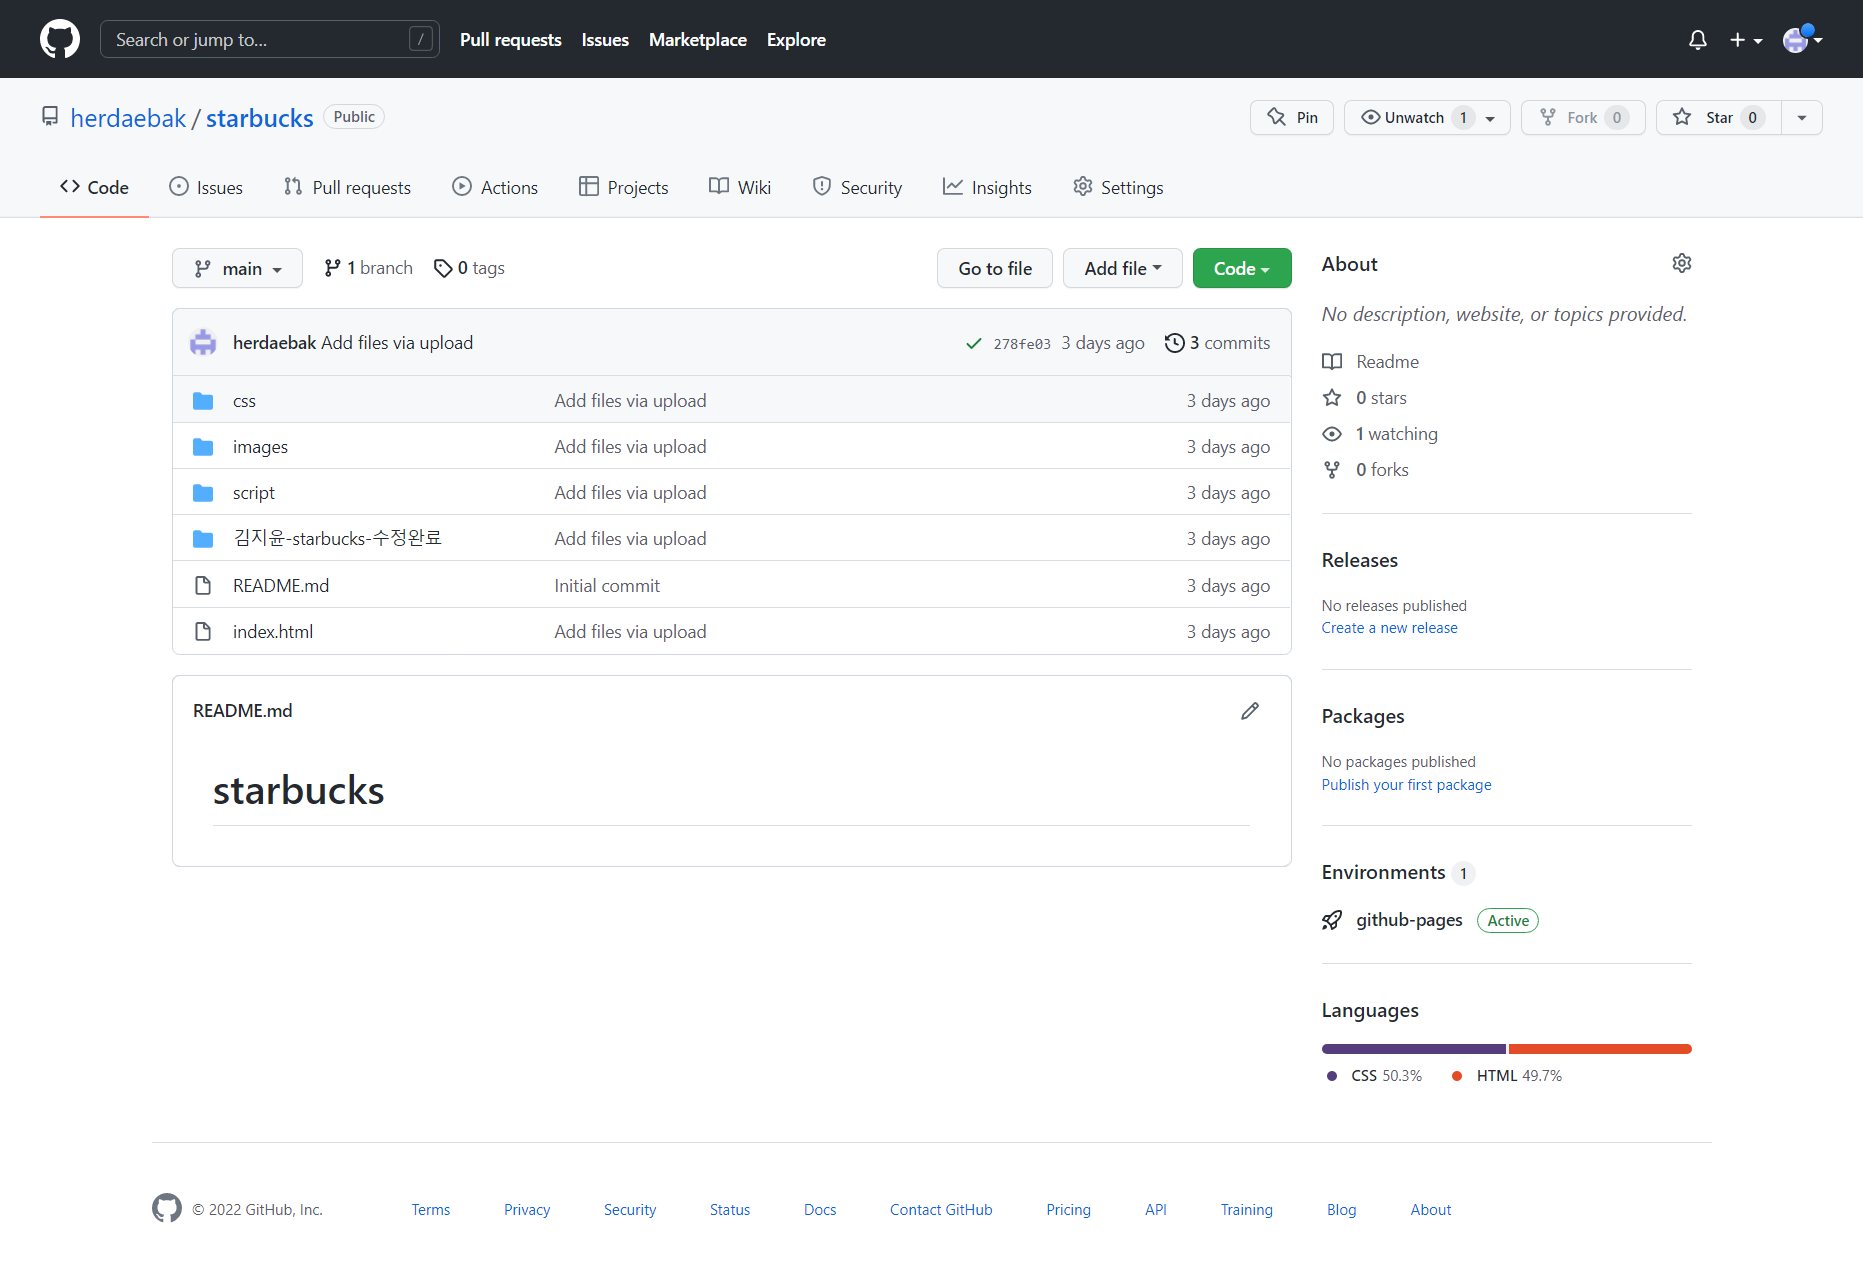 Search or jump to... /
Pull requests Issues Marketplace Explore
herdaebak / starbucks Public
Pin Unwatch 1 Fork 0 Star 0
Code Issues Pull requests Actions Projects Wiki Security Insights Settings
main 1 branch 0 tags Go to file Add file Code
herdaebak Add files via upload 278fe03 3 days ago 3 commits
css Add files via upload 3 days ago
images Add files via upload 3 days ago
script Add files via upload 3 days ago
김지윤-starbucks-수정완료 Add files via upload 3 days ago
README.md Initial commit 3 days ago
index.html Add files via upload 3 days ago
README.md
starbucks
About
No description, website, or topics provided.
Readme
0 stars
1 watching
0 forks
Releases
No releases published
Create a new release
Packages
No packages published
Publish your first package
Environments 1
github-pages Active
Languages
CSS 50.3% HTML 49.7%
© 2022 GitHub, Inc. Terms Privacy Security Status Docs Contact GitHub Pricing API Training Blog About